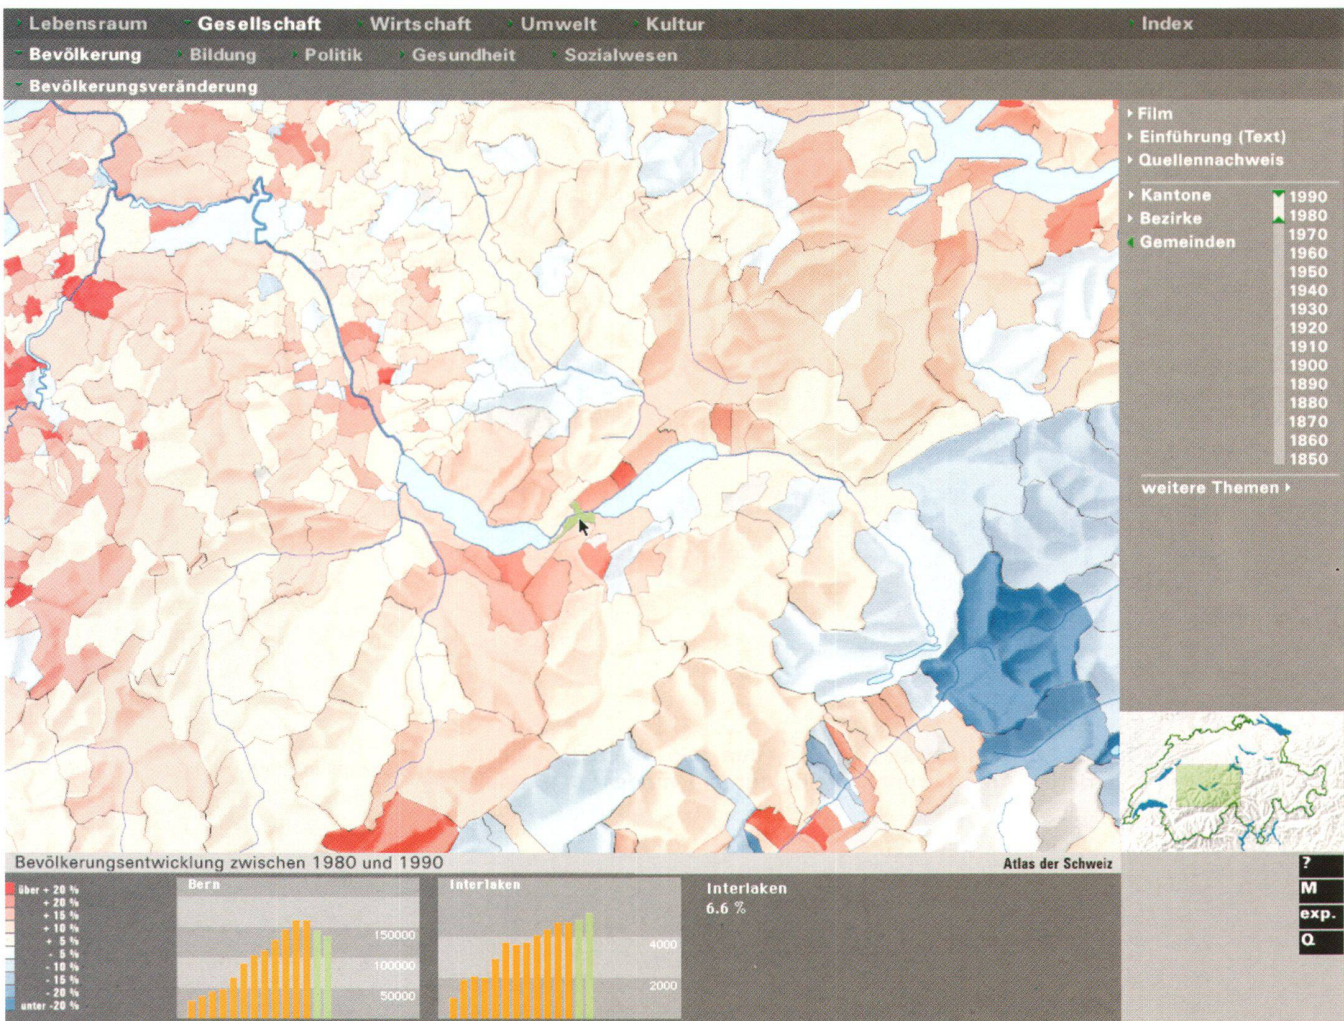 Lebensraum Gesellschaft Wirtschaft Umwelt Kultur Index
Bevölkerung Bildung Politik Gesundheit Sozialwesen
Bevölkerungsveränderung
Film
Einführung (Text)
Quellennachweis
Kantone
Bezirke
Gemeinden
1990
1980
1970
1960
1950
1940
1930
1920
1910
1900
1890
1880
1870
1860
1850
weitere Themen
Bevölkerungsentwicklung zwischen 1980 und 1990 Atlas der Schweiz
über + 20 %
+ 20 %
+ 15 %
+ 10 %
+ 5 %
- 5 %
- 10 %
- 15 %
- 20 %
unter -20 %
Bern
150000
100000
50000
Interlaken
4000
2000
Interlaken
6.6 %
?
M
exp.
Q